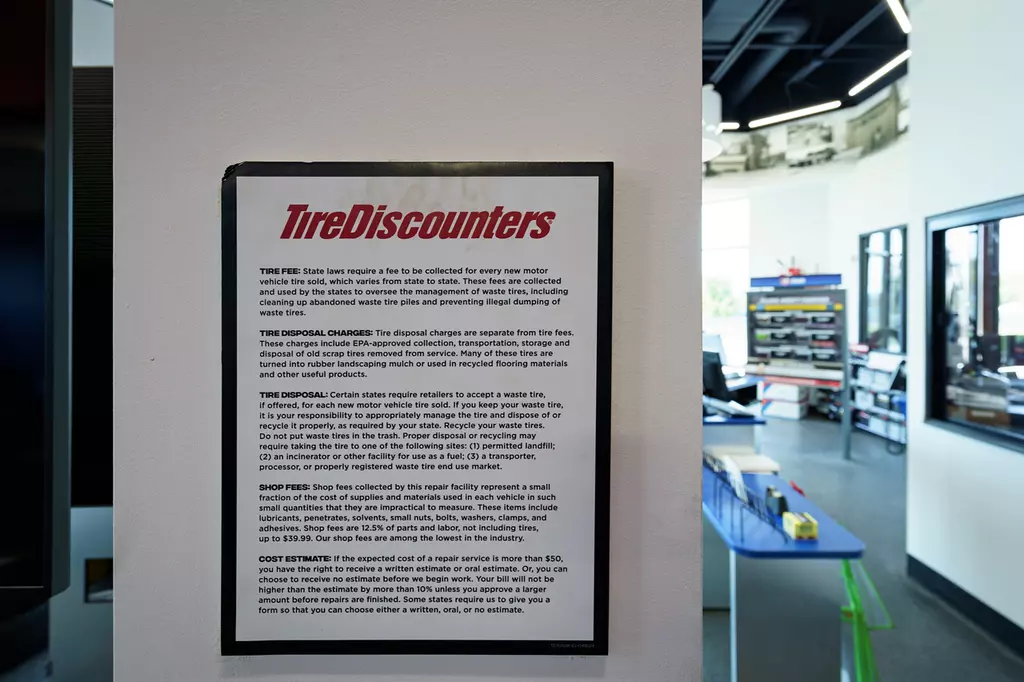 TireDiscounters
TIRE FEE: State laws require a fee to be collected for every new motor
vehicle tire sold, which varies from state to state. These fees are collected
and used by the states to oversee the management of waste tires, including
cleaning up abandoned waste tire piles and preventing illegal dumping of
waste tires.
TIRE DISPOSAL CHARGES: Tire disposal charges are separate from tire fees.
These charges include EPA-approved collection, transportation, storage and
disposal of old scrap tires removed from service. Many of these tires are
turned into rubber landscaping mulch or used in recycled flooring materials
and other useful products.
TIRE DISPOSAL: Certain states require retailers to accept a waste tire,
if offered, for each new motor vehicle tire sold. If you keep your waste tire,
it is your responsibility to appropriately manage the tire and dispose of or
recycle it properly, as required by your state. Recycle your waste tires.
Do not put waste tires in the trash. Proper disposal or recycling may
require taking the tire to one of the following sites: (1) permitted landfill;
(2) an incinerator or other facility for use as a fuel; (3) a transporter,
processor, or properly registered waste tire end use market.
SHOP FEES: Shop fees collected by this repair facility represent a small
fraction of the cost of supplies and materials used in each vehicle in such
small quantities that they are impractical to measure. These items include
lubricants, penetrates, solvents, small nuts, bolts, washers, clamps, and
adhesives. Shop fees are 12.5% of parts and labor, not including tires,
up to $39.99. Our shop fees are among the lowest in the industry.
COST ESTIMATE: If the expected cost of a repair service is more than $50,
you have the right to receive a written estimate or oral estimate. Or, you can
choose to receive no estimate before we begin work. Your bill will not be
higher than the estimate by more than 10% unless you approve a larger
amount before repairs are finished. Some states require us to give you a
form so that you can choose either a written, oral, or no estimate.